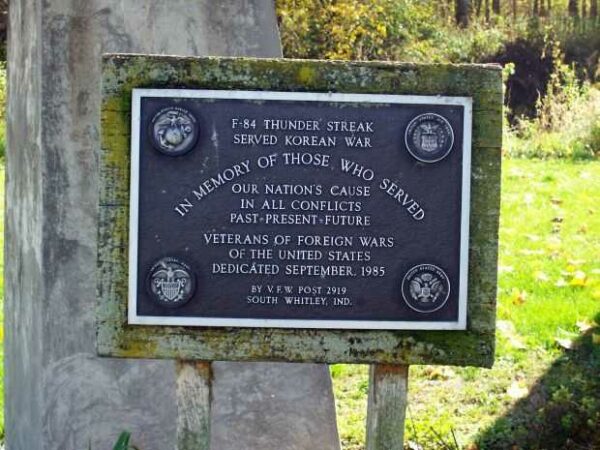 F-84 THUNDER STREAK
SERVED KOREAN WAR
IN MEMORY OF THOSE WHO SERVED
OUR NATION'S CAUSE
IN ALL CONFLICTS
PAST-PRESENT-FUTURE
VETERANS OF FOREIGN WARS
OF THE UNITED STATES
DEDICATED SEPTEMBER, 1985
BY V.F.W. POST 2919
SOUTH WHITLEY, IND.